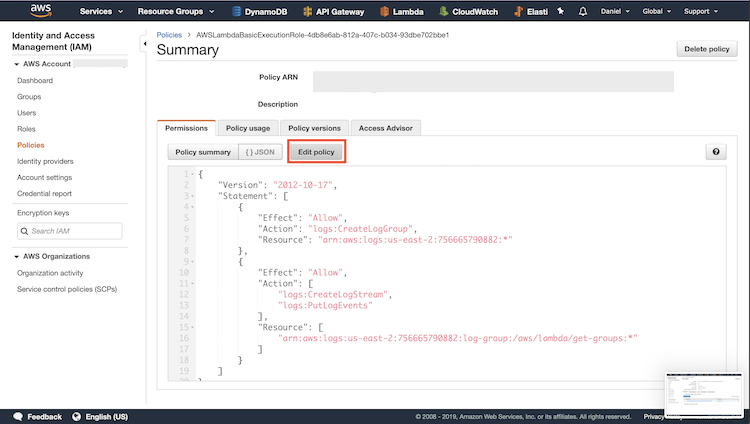 aws Services Resource Groups DynamoDB API Gateway Lambda CloudWatch Elasti Daniel Global Support
Identity and Access
Management (IAM)
AWS Account
Dashboard
Groups
Users
Roles
Policies
Identity providers
Account settings
Credential report
Encryption keys
Search IAM
AWS Organizations
Organization activity
Service control policies (SCPs)
Policies > AWSLambdaBasicExecutionRole-4db8e6ab-812a-407c-b034-93dbe702bbe1
Summary
Delete policy
Policy ARN
Description
Permissions Policy usage Policy versions Access Advisor
Policy summary { } JSON Edit policy
1 {
2 "Version": "2012-10-17",
3 "Statement": [
4 {
5 "Effect": "Allow",
6 "Action": "logs:CreateLogGroup",
7 "Resource": "arn:aws:logs:us-east-2:756665790882:*"
8 },
9 {
10 "Effect": "Allow",
11 "Action": [
12 "logs:CreateLogStream",
13 "logs:PutLogEvents"
14 ],
15 "Resource": [
16 "arn:aws:logs:us-east-2:756665790882:log-group:/aws/lambda/get-groups:*"
17 ]
18 }
19 ]
Feedback English (US) © 2008 - 2019, Amazon Web Services, Inc. or its affiliates. All rights reserved.